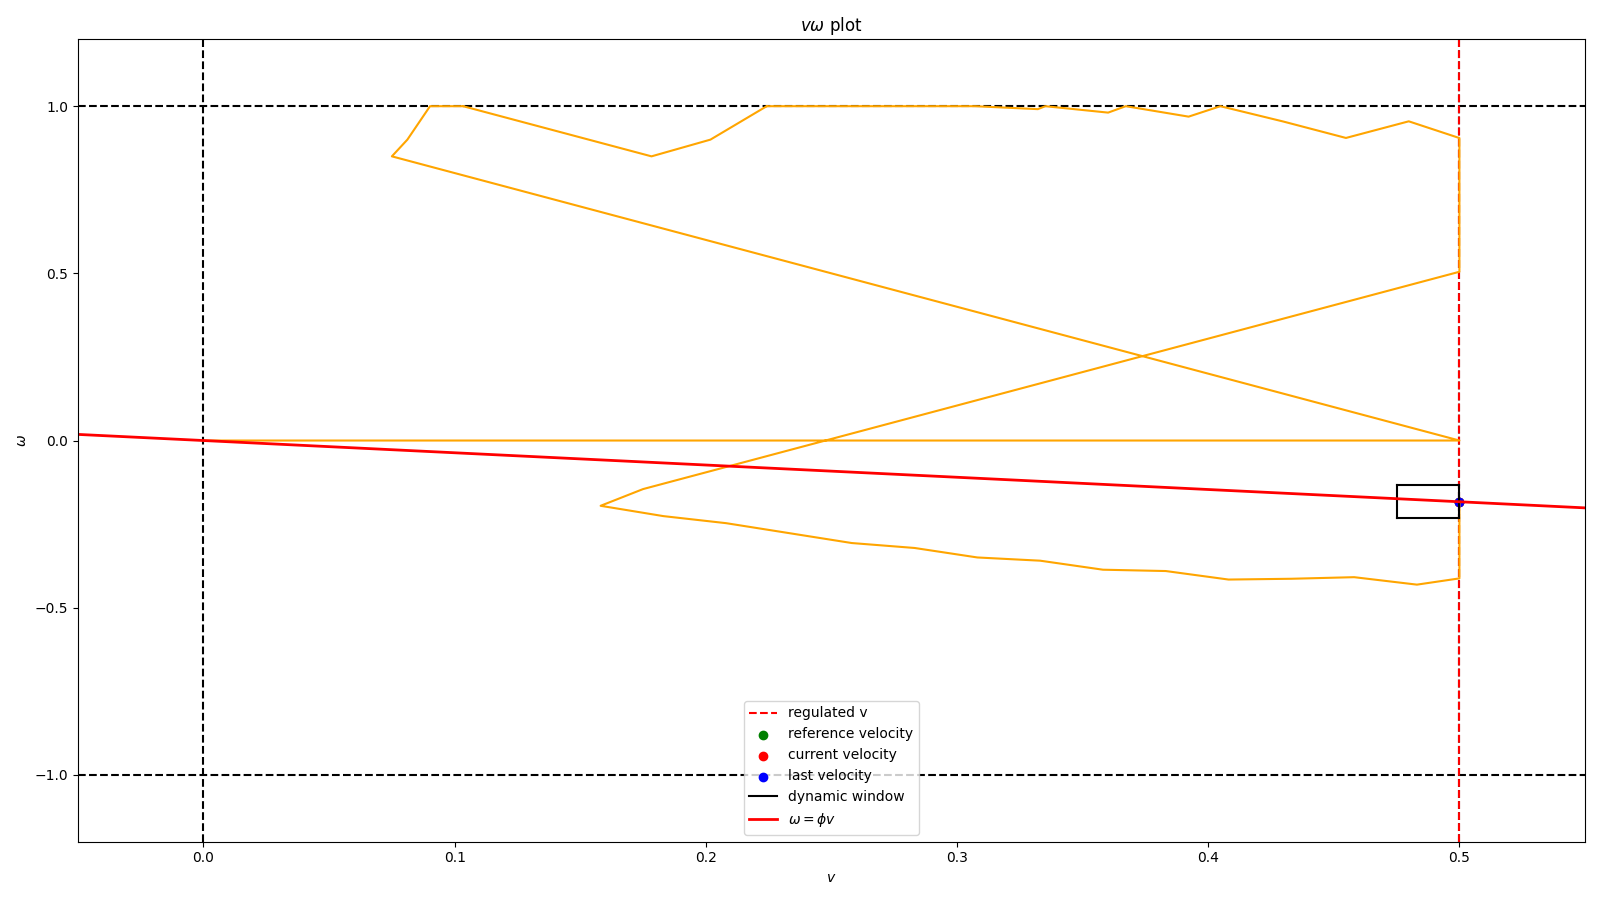 vω plot
1.0
0.5
0.0
−0.5
−1.0
ω
regulated v
reference velocity
current velocity
last velocity
dynamic window
ω = ϕv
0.0 0.1 0.2 0.3 0.4 0.5
v